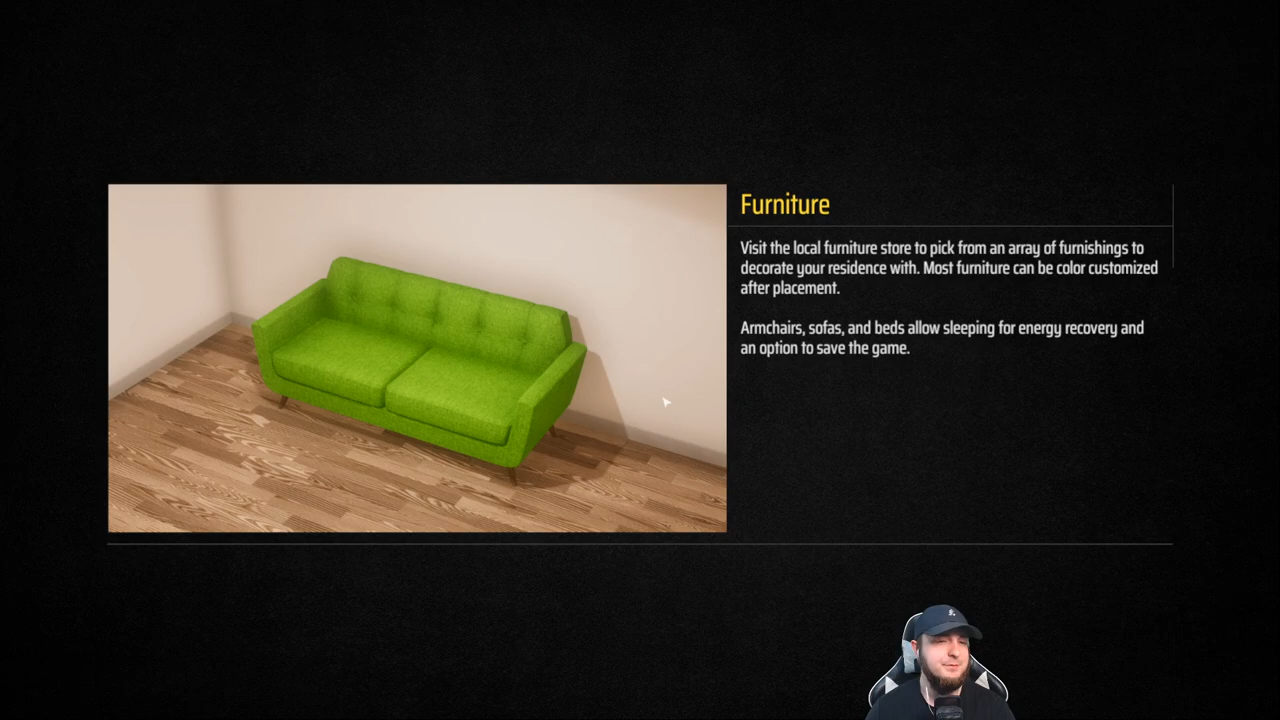 Furniture
Visit the local furniture store to pick from an array of furnishings to
decorate your residence with. Most furniture can be color customized
after placement.
Armchairs, sofas, and beds allow sleeping for energy recovery and
an option to save the game.